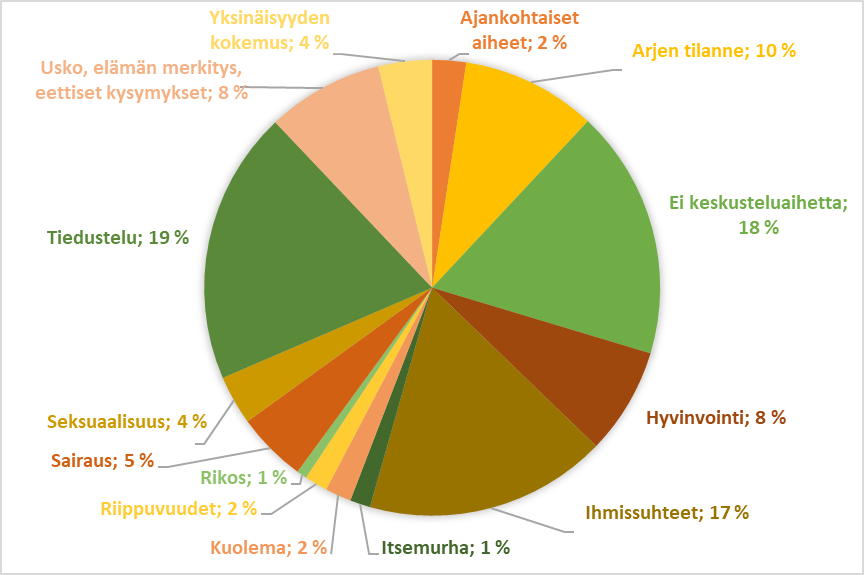 Yksinäisyyden
kokemus; 4 %
Ajankohtaiset
aiheet; 2 %
Arjen tilanne; 10 %
Usko, elämän merkitys,
eettiset kysymykset; 8 %
Ei keskusteluaihetta;
18 %
Tiedustelu; 19 %
Hyvinvointi; 8 %
Seksuaalisuus; 4 %
Sairaus; 5 %
Rikos; 1 %
Riippuvuudet; 2 %
Ihmissuhteet; 17 %
Kuolema; 2 %
Itsemurha; 1 %